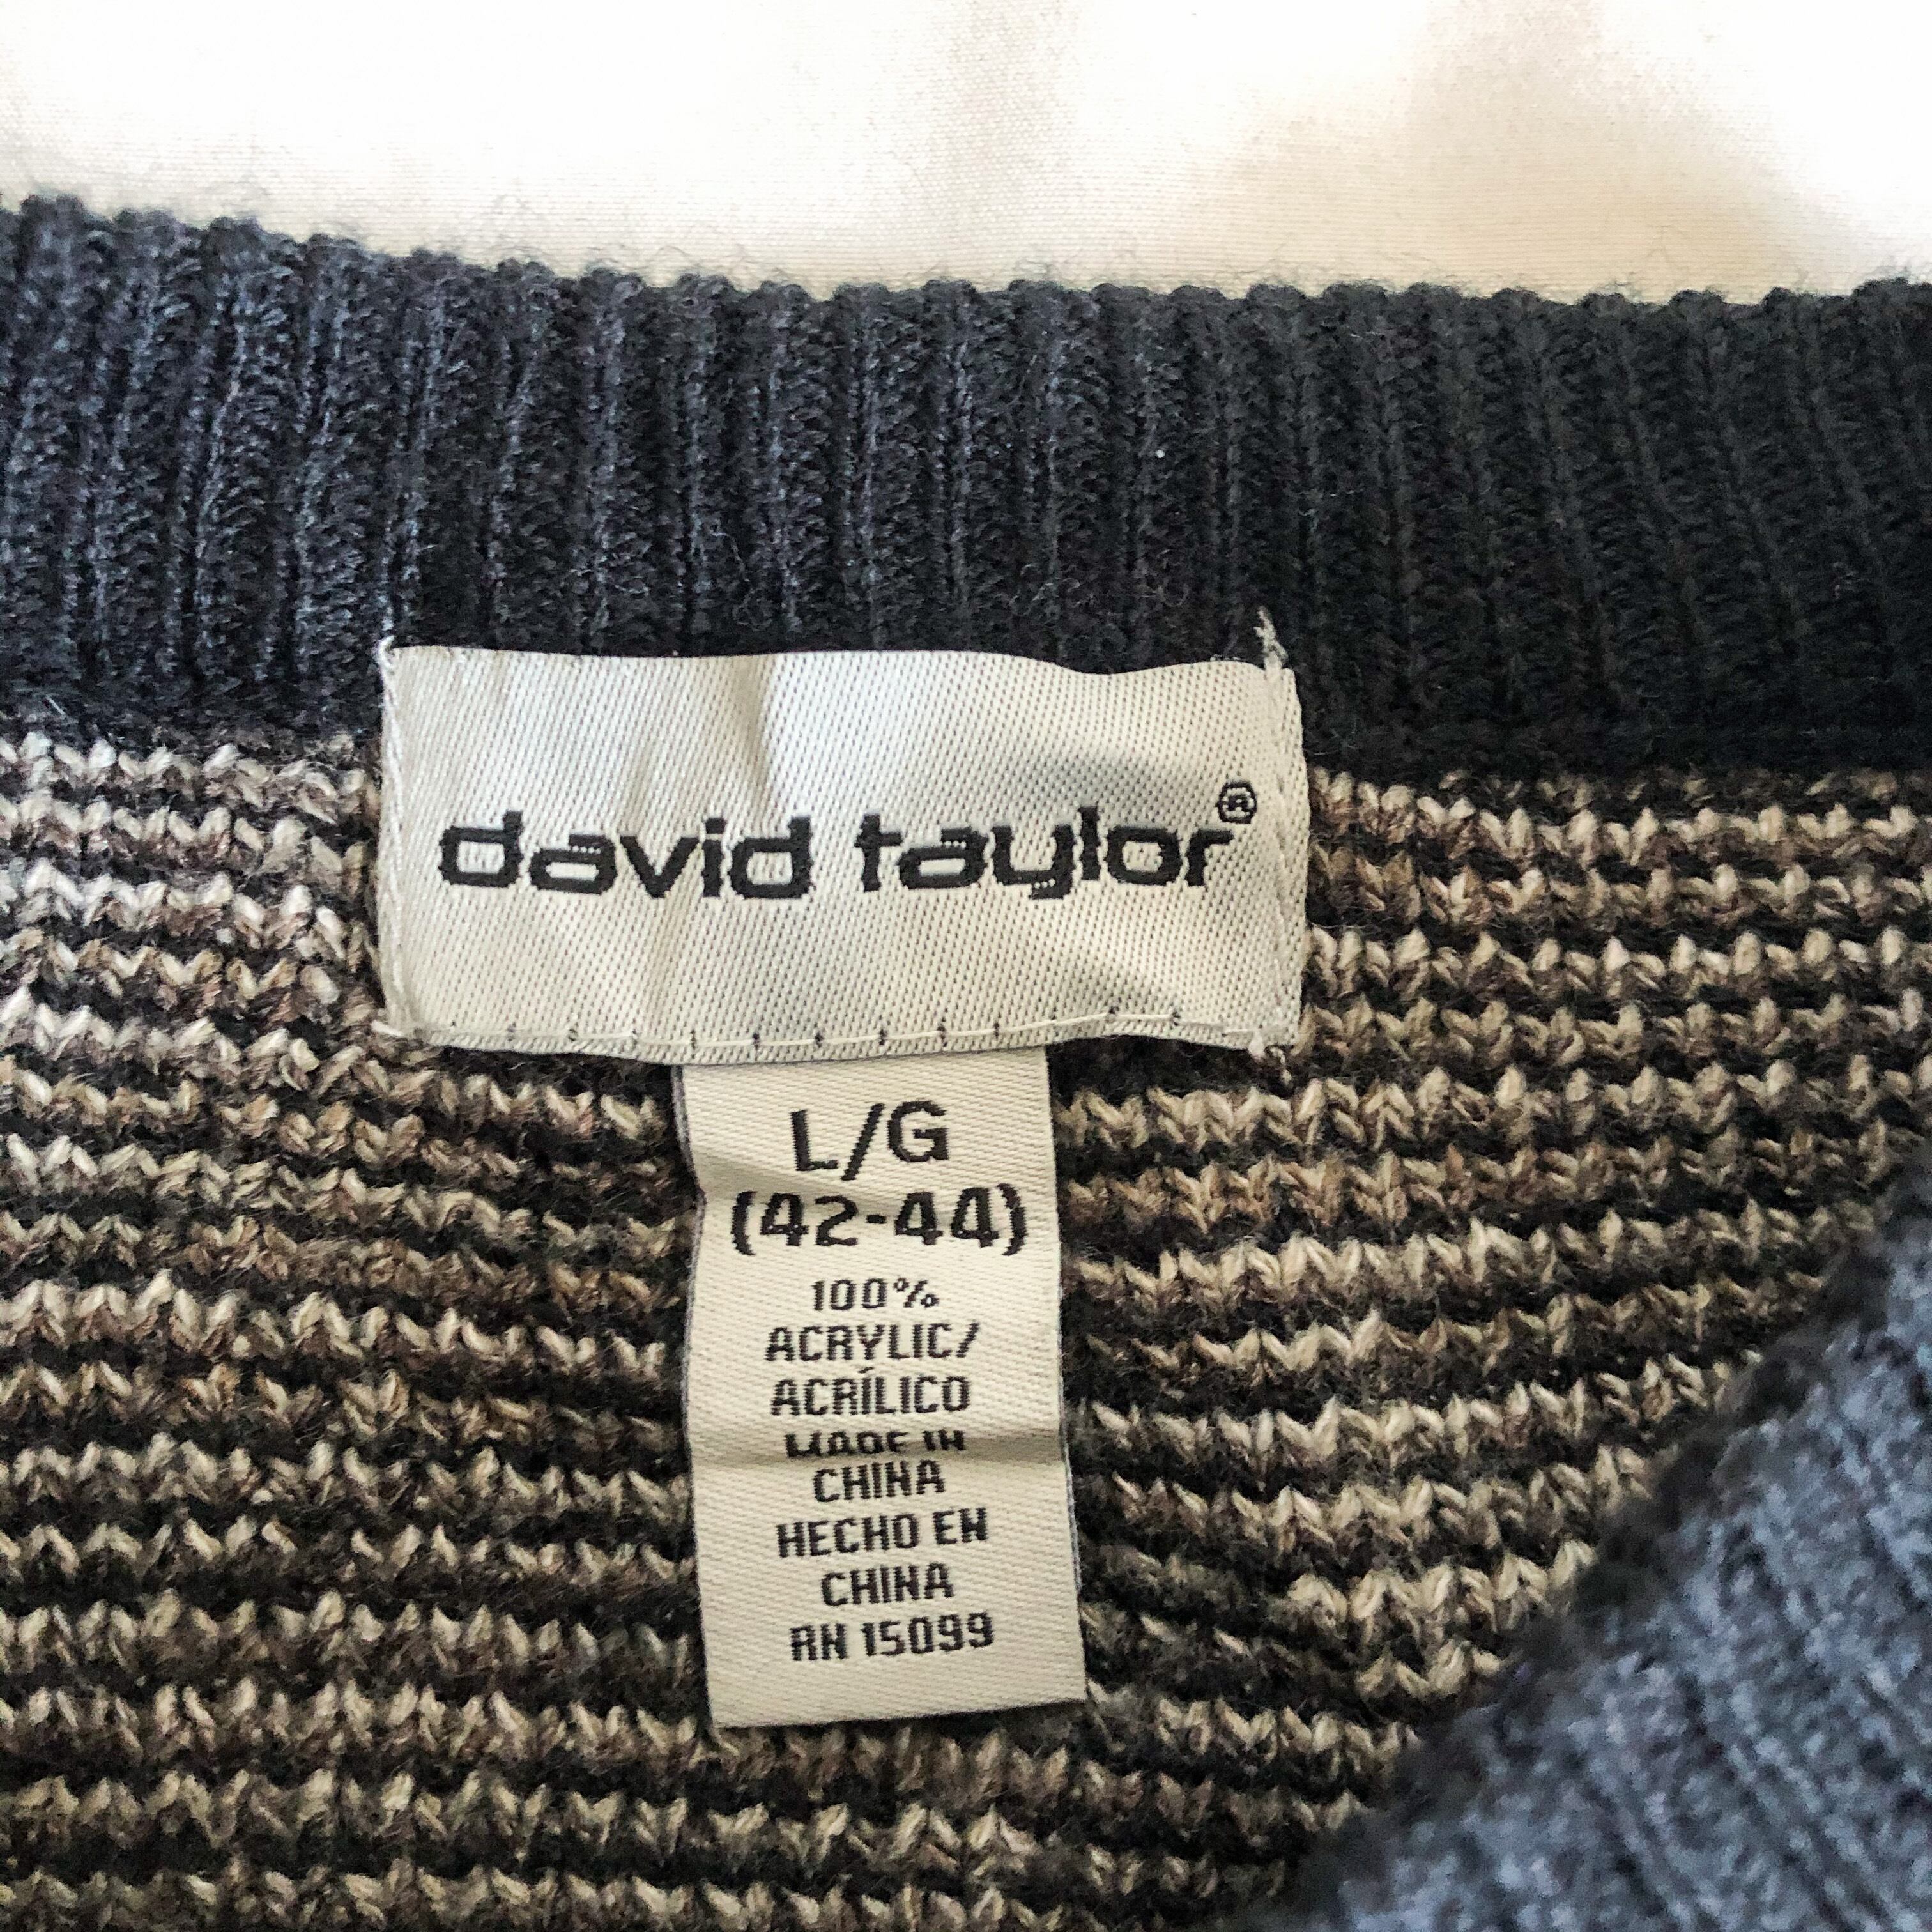 david taylor®
L/G
(42-44)
100%
ACRYLIC/
ACRÍLICO
MADE IN
CHINA
HECHO EN
CHINA
RN 15099